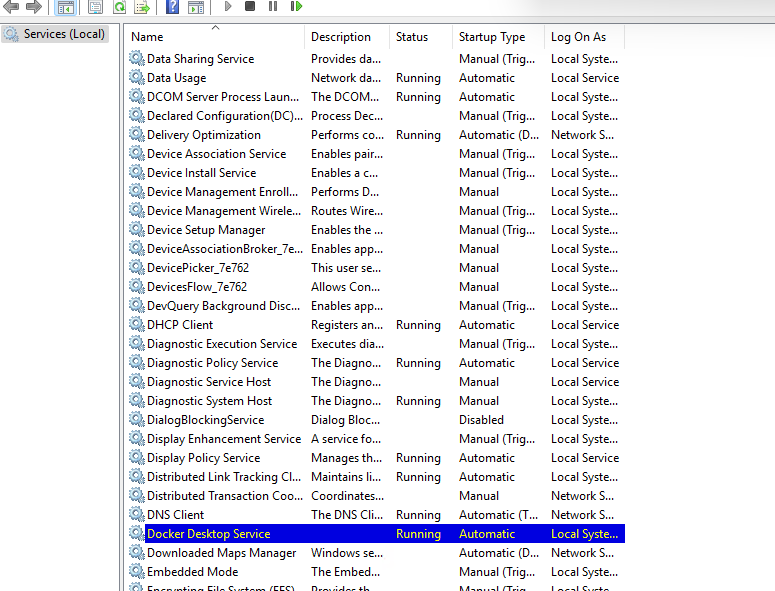 Services (Local)
Name Description Status Startup Type Log On As
Data Sharing Service Provides da... Manual (Trig... Local Syste...
Data Usage Network da... Running Automatic Local Service
DCOM Server Process Laun... The DCOM... Running Automatic Local Syste...
Declared Configuration(DC)... Process Dec... Manual (Trig... Local Syste...
Delivery Optimization Performs co... Running Automatic (D... Network S...
Device Association Service Enables pair... Manual (Trig... Local Syste...
Device Install Service Enables a c... Manual (Trig... Local Syste...
Device Management Enroll... Performs D... Manual Local Syste...
Device Management Wirele... Routes Wire... Manual (Trig... Local Syste...
Device Setup Manager Enables the ... Manual (Trig... Local Syste...
DeviceAssociationBroker_7e... Enables app... Manual Local Syste...
DevicePicker_7e762 This user se... Manual Local Syste...
DevicesFlow_7e762 Allows Con... Manual Local Syste...
DevQuery Background Disc... Enables app... Manual (Trig... Local Syste...
DHCP Client Registers an... Running Automatic Local Service
Diagnostic Execution Service Executes dia... Manual (Trig... Local Syste...
Diagnostic Policy Service The Diagno... Running Automatic Local Service
Diagnostic Service Host The Diagno... Manual Local Service
Diagnostic System Host The Diagno... Running Manual Local Syste...
DialogBlockingService Dialog Bloc... Disabled Local Syste...
Display Enhancement Service A service fo... Manual (Trig... Local Syste...
Display Policy Service Manages th... Running Automatic Local Service
Distributed Link Tracking Cl... Maintains li... Running Automatic Local Syste...
Distributed Transaction Coo... Coordinates... Manual Network S...
DNS Client The DNS Cli... Running Automatic (T... Network S...
Docker Desktop Service Running Automatic Local Syste...
Downloaded Maps Manager Windows se... Automatic (D... Network S...
Embedded Mode The Embed... Manual (Trig... Local Syste...
Encrypting File System (EFS) Provides th... Manual (Trig... Local Syste...